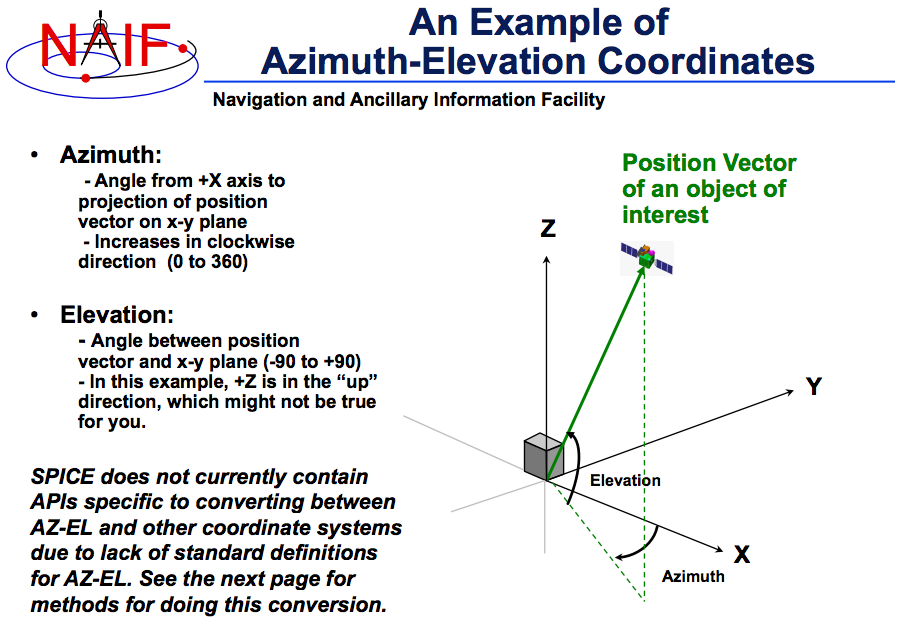 NAIF
An Example of
Azimuth-Elevation Coordinates
Navigation and Ancillary Information Facility
• Azimuth:
- Angle from +X axis to
projection of position
vector on x-y plane
- Increases in clockwise
direction (0 to 360)
• Elevation:
- Angle between position
vector and x-y plane (-90 to +90)
- In this example, +Z is in the “up”
direction, which might not be true
for you.
SPICE does not currently contain
APIs specific to converting between
AZ-EL and other coordinate systems
due to lack of standard definitions
for AZ-EL. See the next page for
methods for doing this conversion.
Position Vector
of an object of
interest
Z
Y
Elevation
X
Azimuth